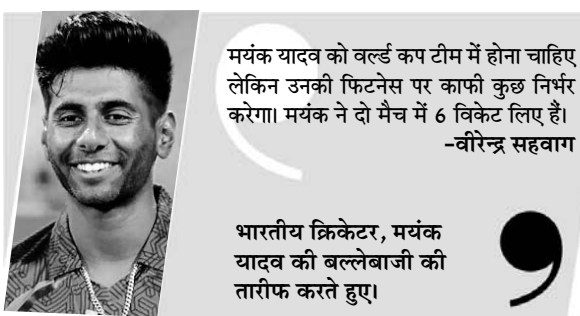 मयंक यादव को वर्ल्ड कप टीम में होना चाहिए
लेकिन उनकी फिटनेस पर काफी कुछ निर्भर
करेगा। मयंक ने दो मैच में 6 विकेट लिए हैं।
-वीरेन्द्र सहवाग
भारतीय क्रिकेटर, मयंक
यादव की बल्लेबाजी की
तारीफ करते हुए।